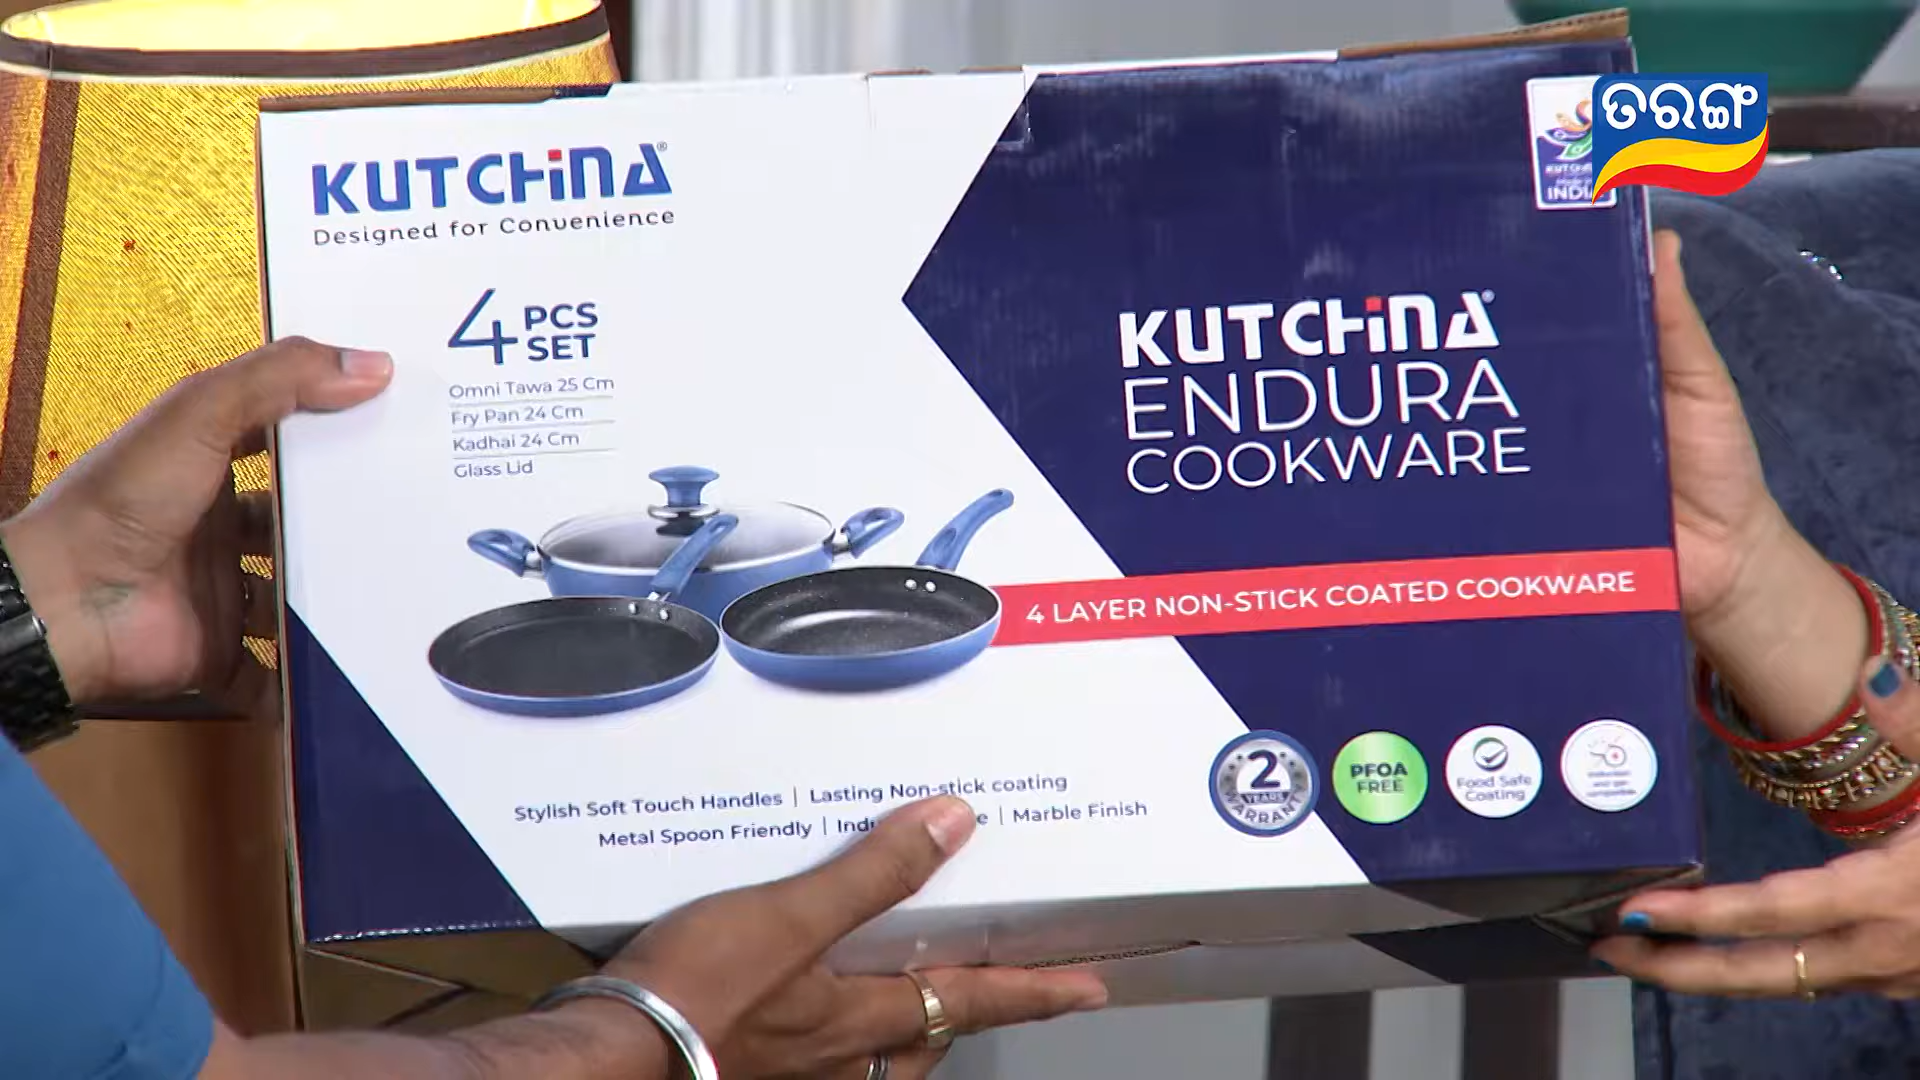 KUTCHINA®
Designed for Convenience
4 PCS SET
Omni Tawa 25 Cm
Fry Pan 24 Cm
Kadhai 24 Cm
Glass Lid
Stylish Soft Touch Handles | Lasting Non-stick coating
Metal Spoon Friendly | | Marble Finish
ତରଙ୍ଗ
INDIA
KUTCHINA®
ENDURA
COOKWARE
4 LAYER NON-STICK COATED COOKWARE
2
YEARS
WARRANTY
PFOA
FREE
Food Safe
Coating